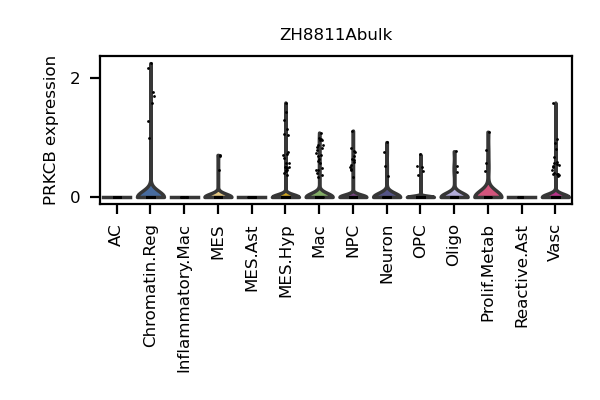 ZH8811Abulk
PRKCB expression
2
0
AC
Chromatin.Reg
Inflammatory.Mac
MES
MES.Ast
MES.Hyp
Mac
NPC
Neuron
OPC
Oligo
Prolif.Metab
Reactive.Ast
Vasc